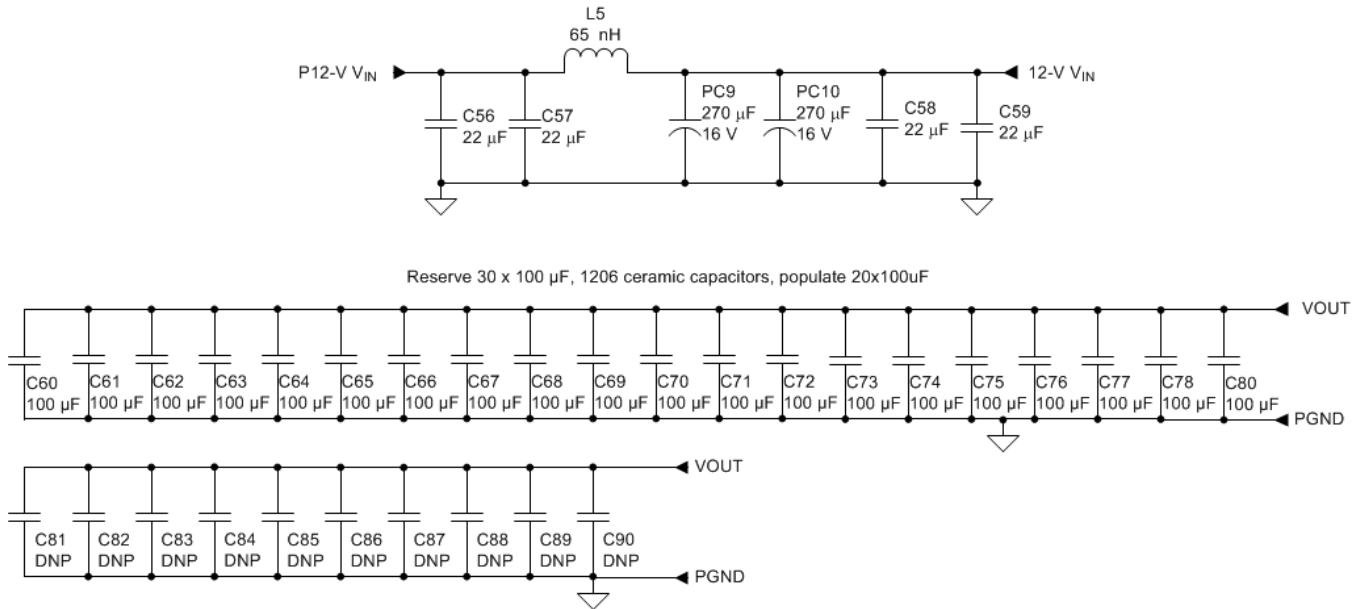 L5
65 nH
P12-V VIN
12-V VIN
C56
22 µF
C57
22 µF
PC9
270 µF
16 V
PC10
270 µF
16 V
C58
22 µF
C59
22 µF
Reserve 30 x 100 µF, 1206 ceramic capacitors, populate 20x100uF
VOUT
C60 C61 C62 C63 C64 C65 C66 C67 C68 C69 C70 C71 C72 C73 C74 C75 C76 C77 C78 C80
100 µF 100 µF 100 µF 100 µF 100 µF 100 µF 100 µF 100 µF 100 µF 100 µF 100 µF 100 µF 100 µF 100 µF 100 µF 100 µF 100 µF 100 µF 100 µF 100 µF
PGND
VOUT
C81 C82 C83 C84 C85 C86 C87 C88 C89 C90
DNP DNP DNP DNP DNP DNP DNP DNP DNP DNP
PGND